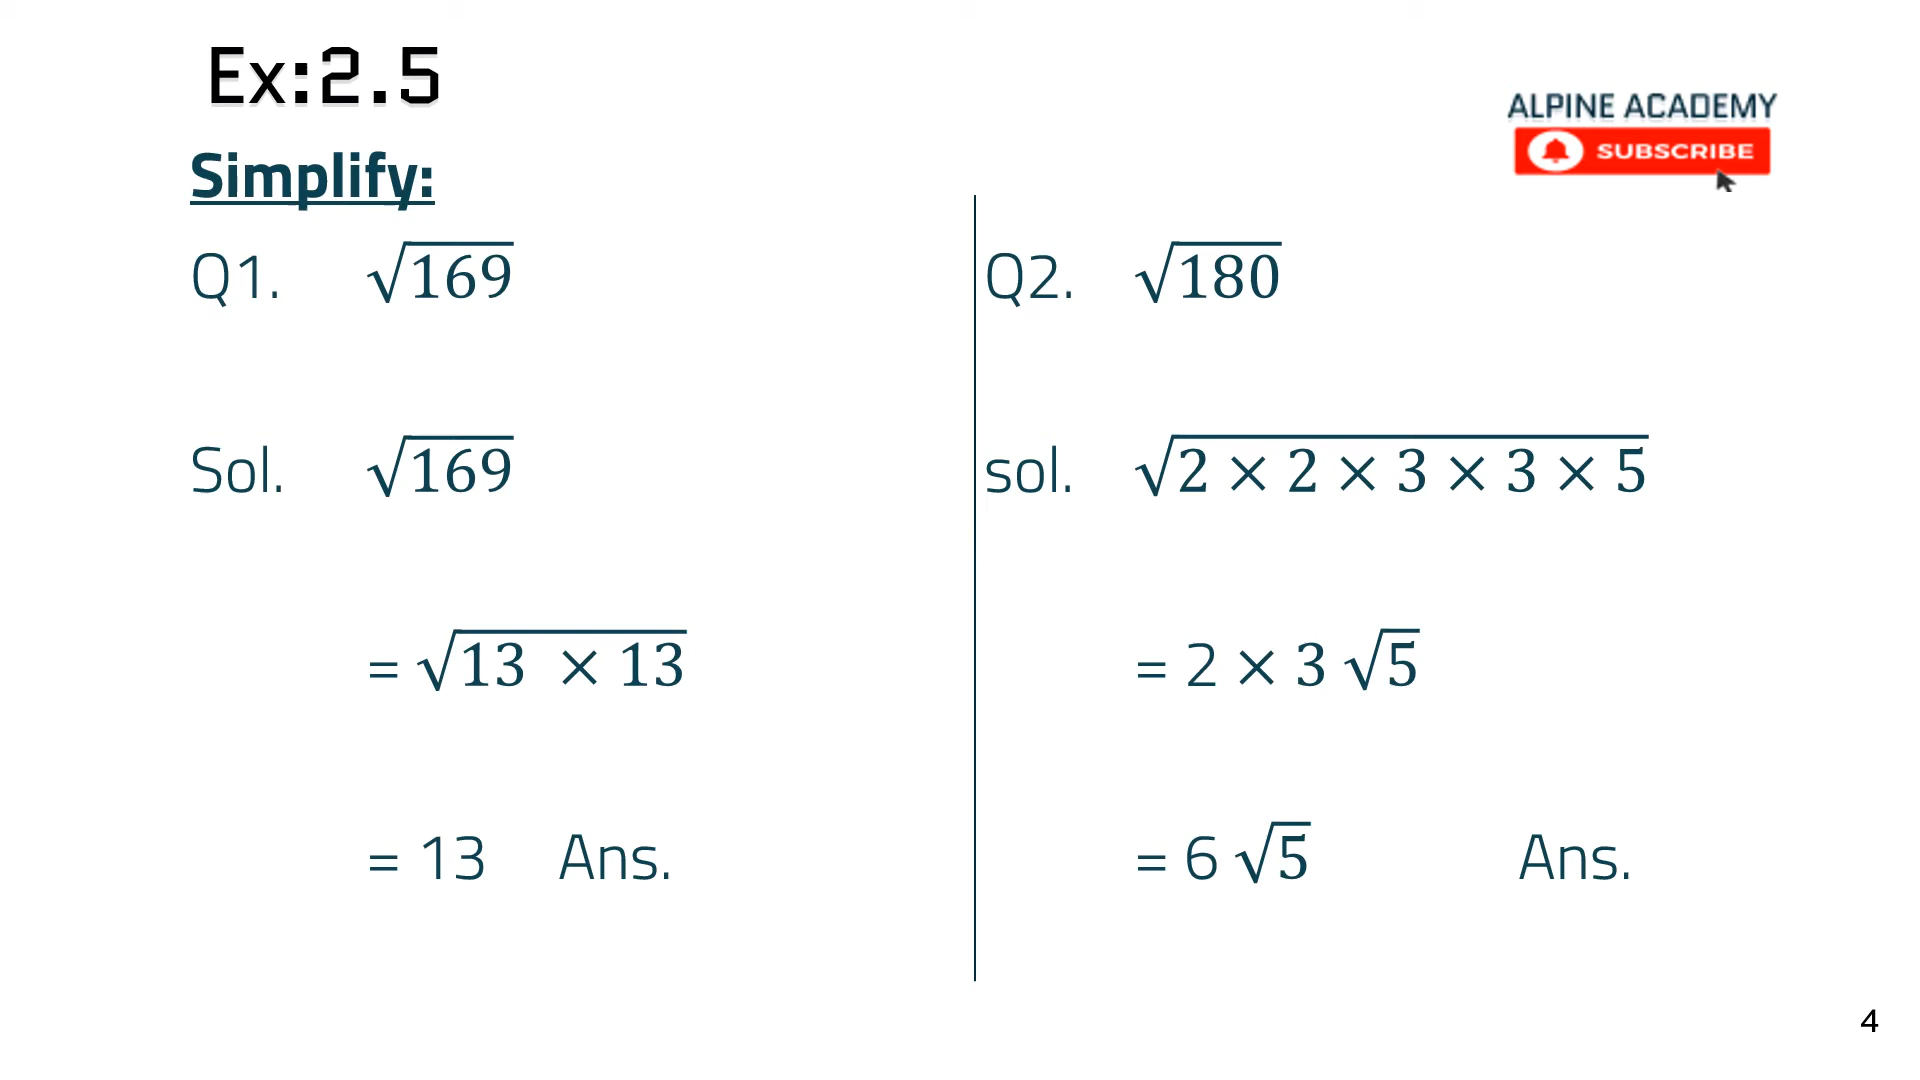 Ex:2.5
ALPINE ACADEMY
SUBSCRIBE
Simplify:
Q1. √169
Sol. √169
= √13 × 13
= 13 Ans.
Q2. √180
sol. √2 × 2 × 3 × 3 × 5
= 2 × 3 √5
= 6 √5 Ans.
4